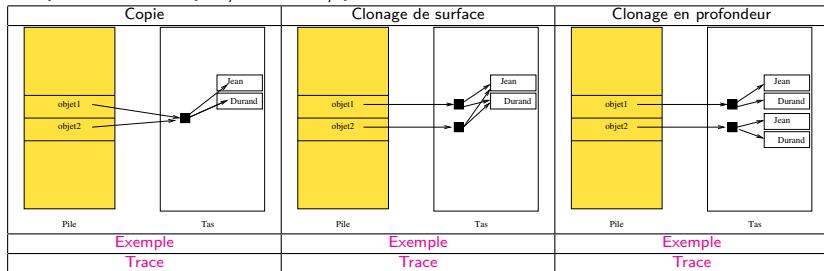 Copie
Clonage de surface
Clonage en profondeur
Jean
Durand
objet1
objet2
Pile
Tas
Jean
Durand
objet1
objet2
Pile
Tas
Jean
Durand
Jean
Durand
objet1
objet2
Pile
Tas
Exemple
Exemple
Exemple
Trace
Trace
Trace